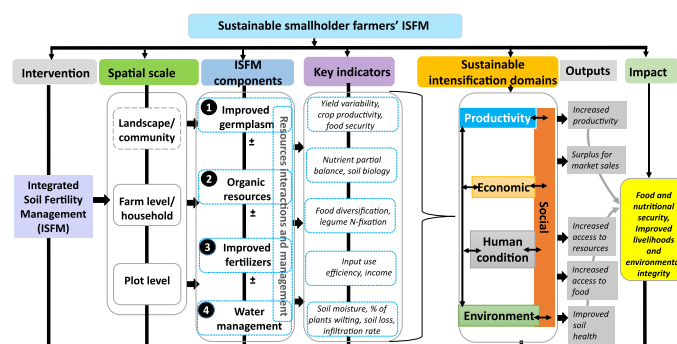 Sustainable smallholder farmers' ISFM
Intervention
Spatial scale
ISFM
components
Key indicators
Sustainable
intensification domains
Outputs
Impact
Integrated
Soil Fertility
Management
(ISFM)
Landscape/
community
Farm level/
household
Plot level
1
Improved
germplasm
±
2
Organic
resources
±
3
Improved
fertilizers
±
4
Water
management
Resources interactions and management
Yield variability,
crop productivity,
food security
Nutrient partial
balance, soil biology
Food diversification,
legume N-fixation
Input use
efficiency, income
Soil moisture, % of
plants wilting, soil loss,
infiltration rate
Productivity
Economic
Human
condition
Environment
Social
Increased
productivity
Surplus for
market sales
Increased
access to
resources
Increased
access to
food
Improved
soil
health
Food and
nutritional
security,
Improved
livelihoods
and
environmental
integrity